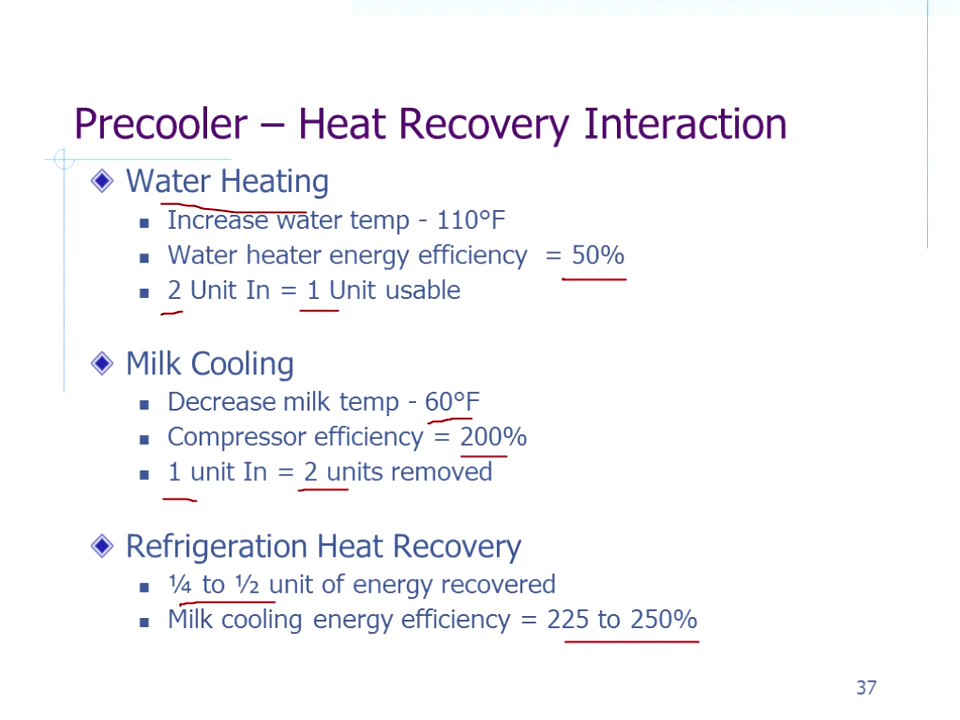 Precooler – Heat Recovery Interaction
Water Heating
Increase water temp - 110°F
Water heater energy efficiency = 50%
2 Unit In = 1 Unit usable
Milk Cooling
Decrease milk temp - 60°F
Compressor efficiency = 200%
1 unit In = 2 units removed
Refrigeration Heat Recovery
¼ to ½ unit of energy recovered
Milk cooling energy efficiency = 225 to 250%
37